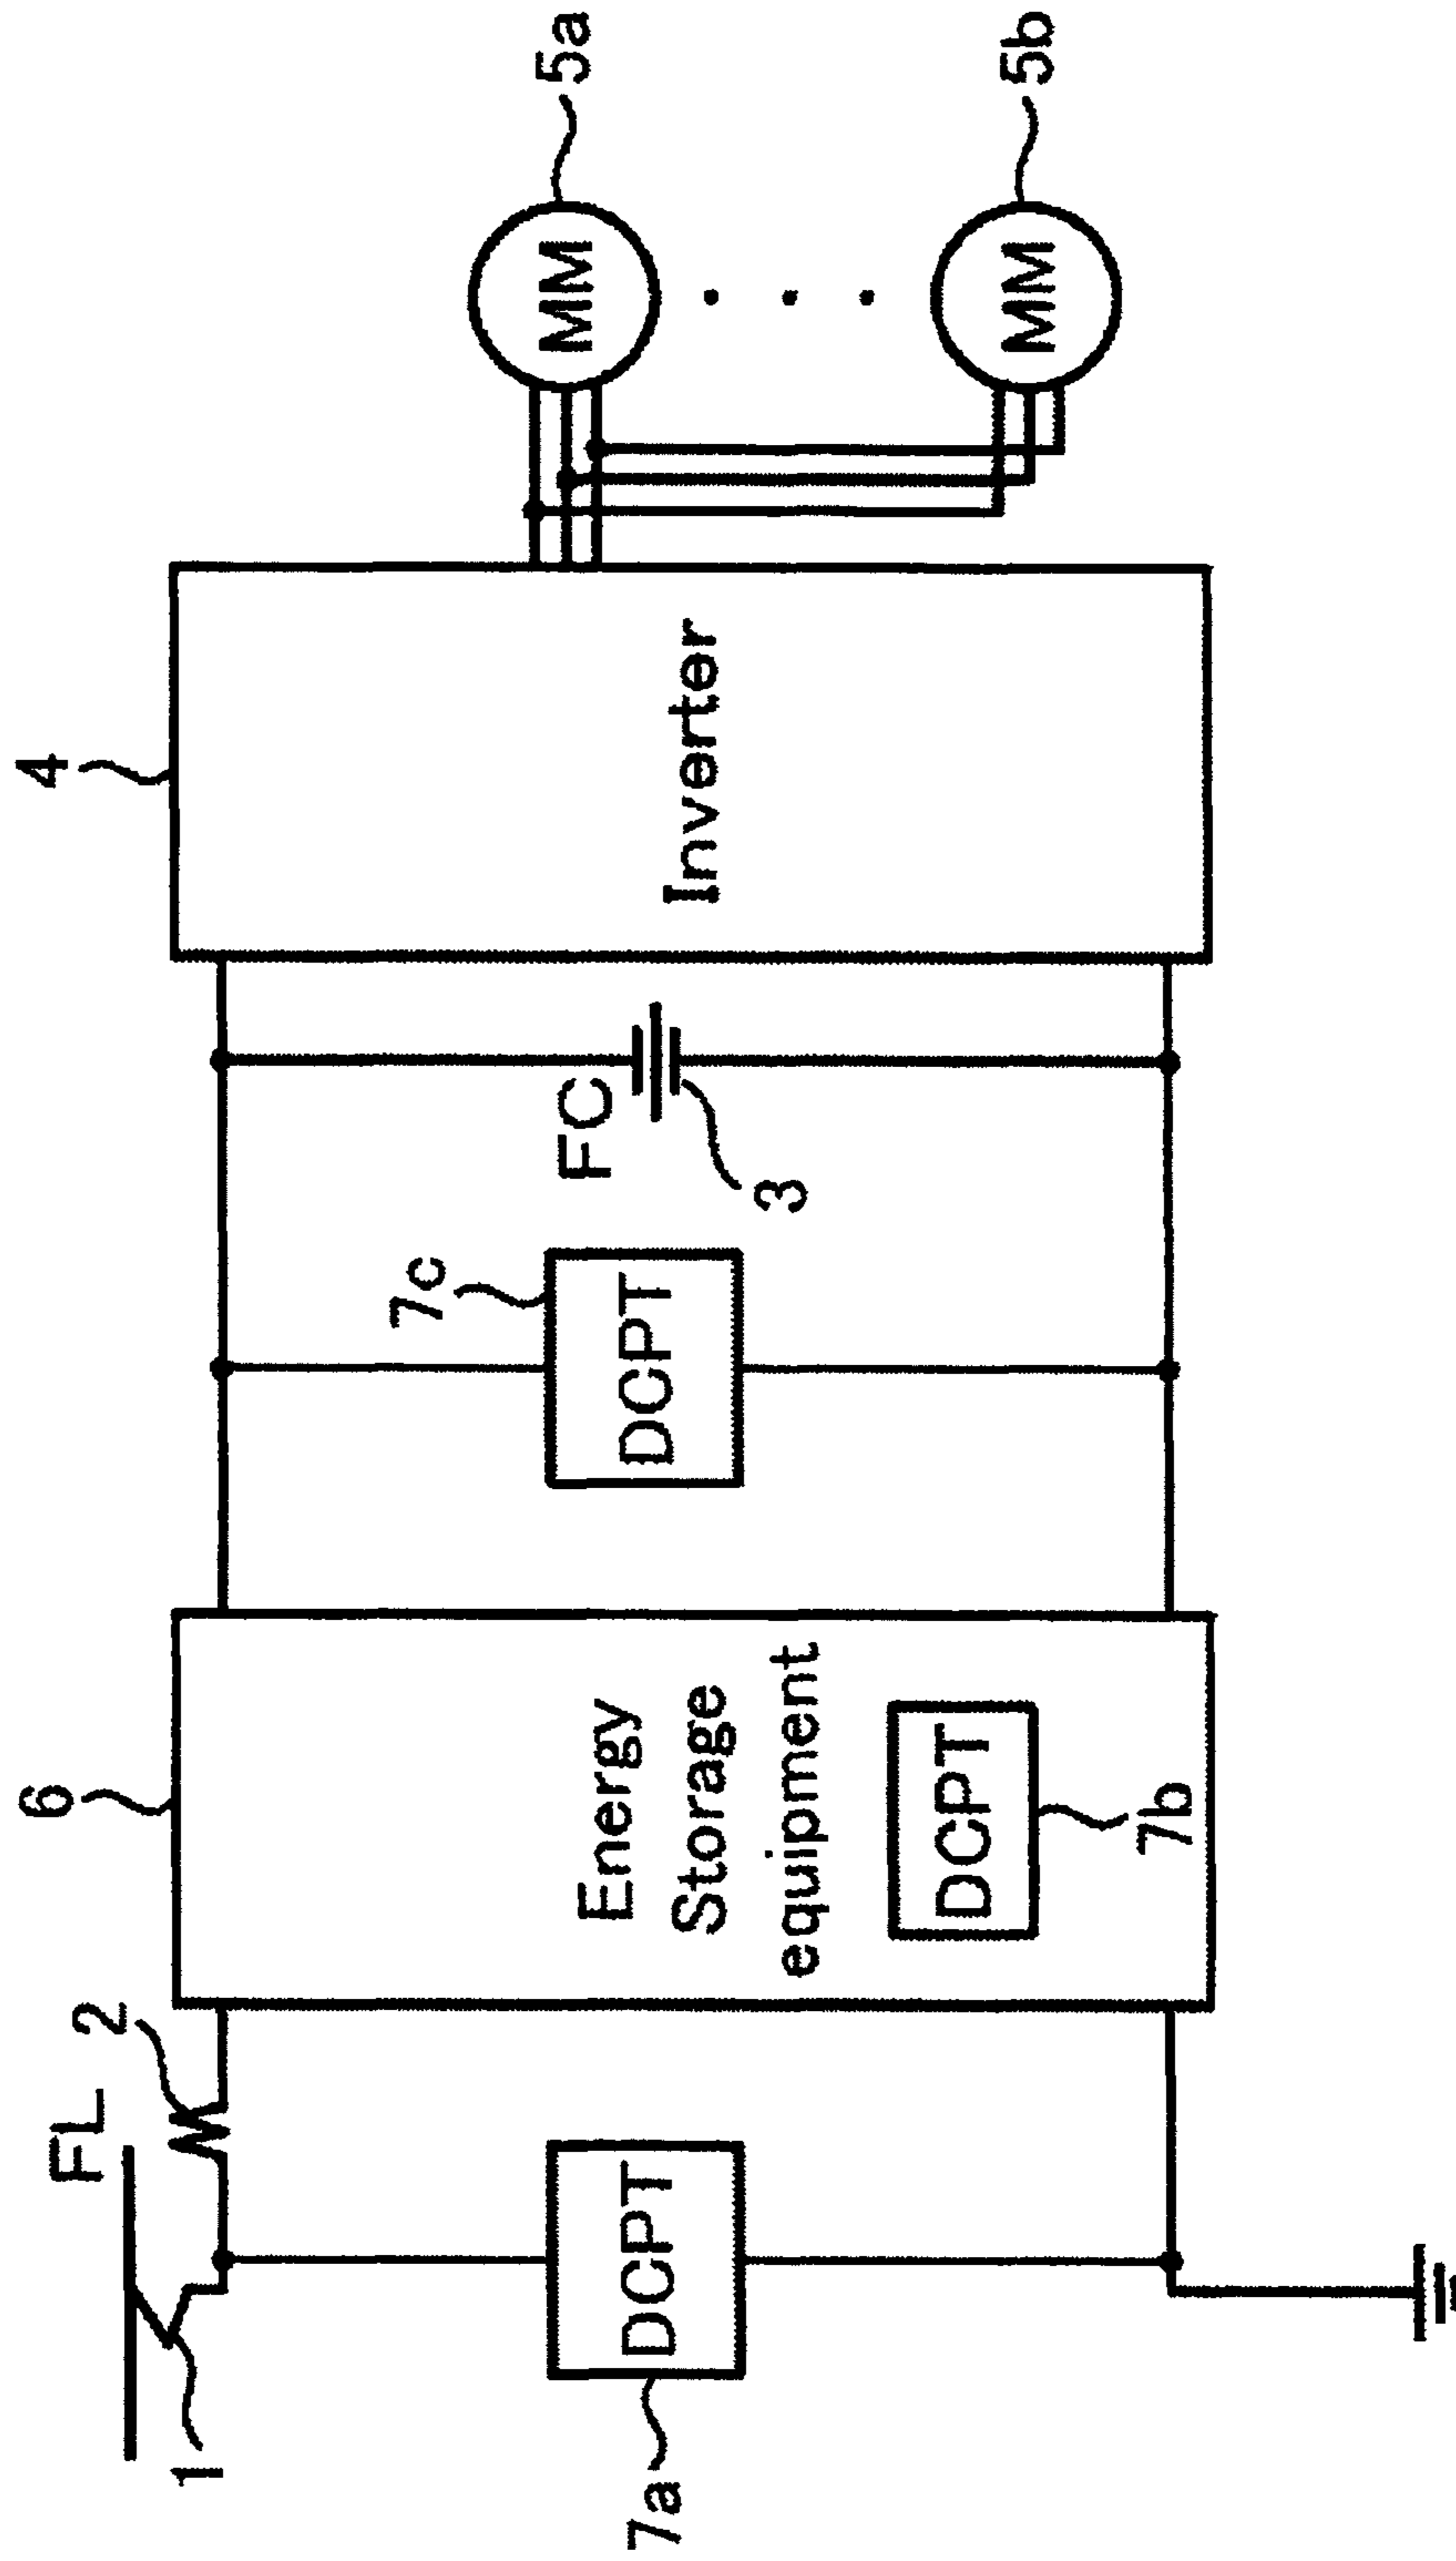 FL
1
2
6
4
5a
MM
7a
DCPT
Energy
Storage
equipment
DCPT
7b
7c
DCPT
FC
3
Inverter
MM
5b